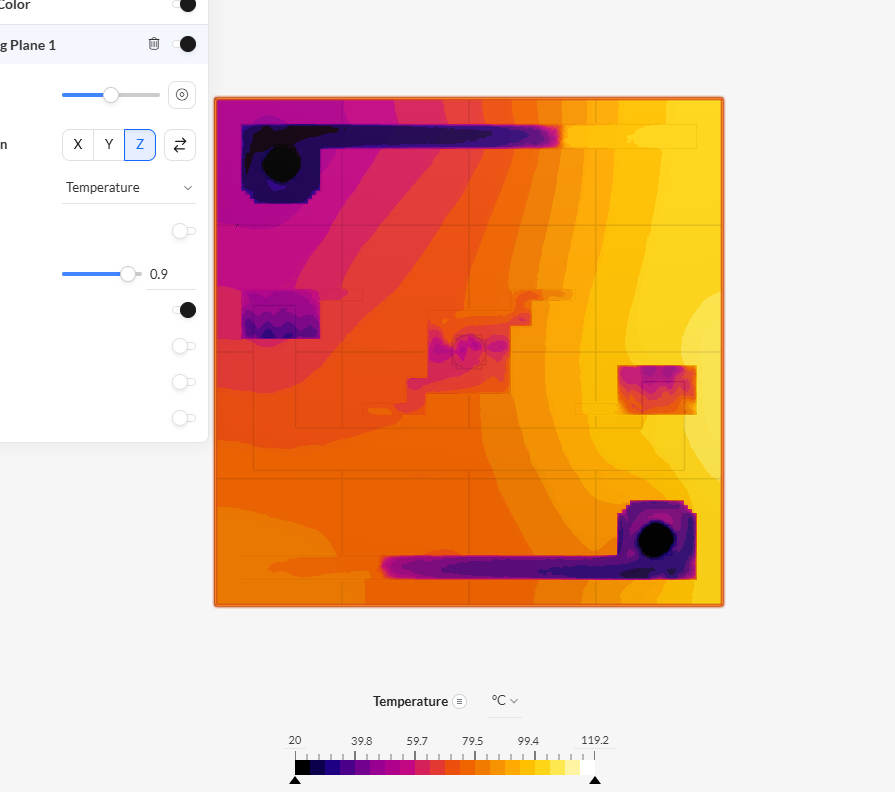 Color
g Plane 1
n
X Y Z
Temperature
0.9
Temperature °C
20 39.8 59.7 79.5 99.4 119.2